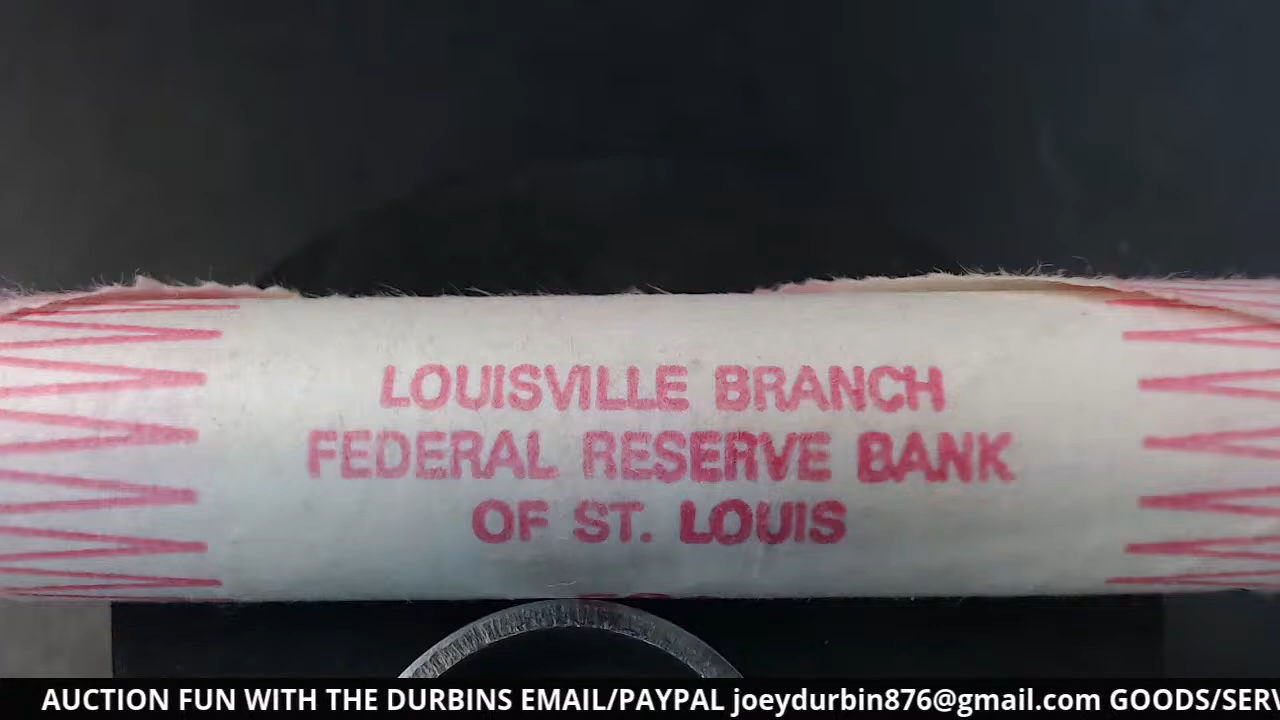 LOUISVILLE BRANCH
FEDERAL RESERVE BANK
OF ST. LOUIS
AUCTION FUN WITH THE DURBINS EMAIL/PAYPAL joeydurbin876@gmail.com GOODS/SERV